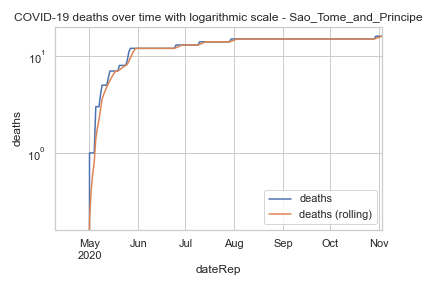 COVID-19 deaths over time with logarithmic scale - Sao_Tome_and_Principe
10¹
10⁰
deaths
deaths
deaths (rolling)
May Jun Jul Aug Sep Oct Nov
2020
dateRep